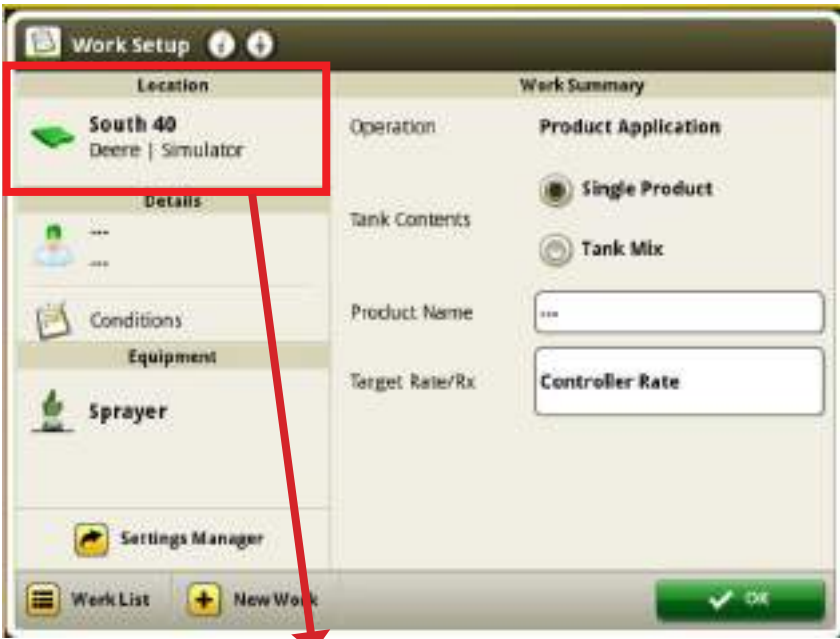 Work Setup
Location
South 40
Deere | Simulator
Details
---
---
Conditions
Equipment
Sprayer
Settings Manager
Work Summary
Operation
Product Application
Tank Contents
Single Product
Tank Mix
Product Name
---
Target Rate/Rx
Controller Rate
Work List
New Work
OK